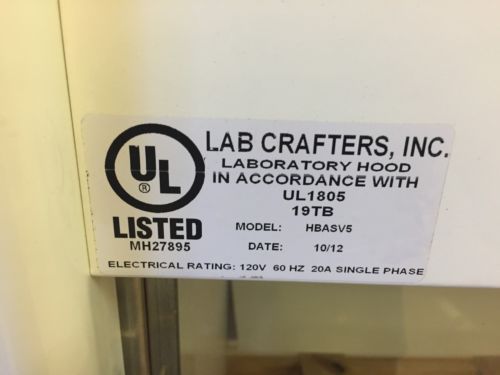 UL
®
LISTED
MH27895
LAB CRAFTERS, INC.
LABORATORY HOOD
IN ACCORDANCE WITH
UL1805
19TB
MODEL: HBASV5
DATE: 10/12
ELECTRICAL RATING: 120V 60 HZ 20A SINGLE PHASE